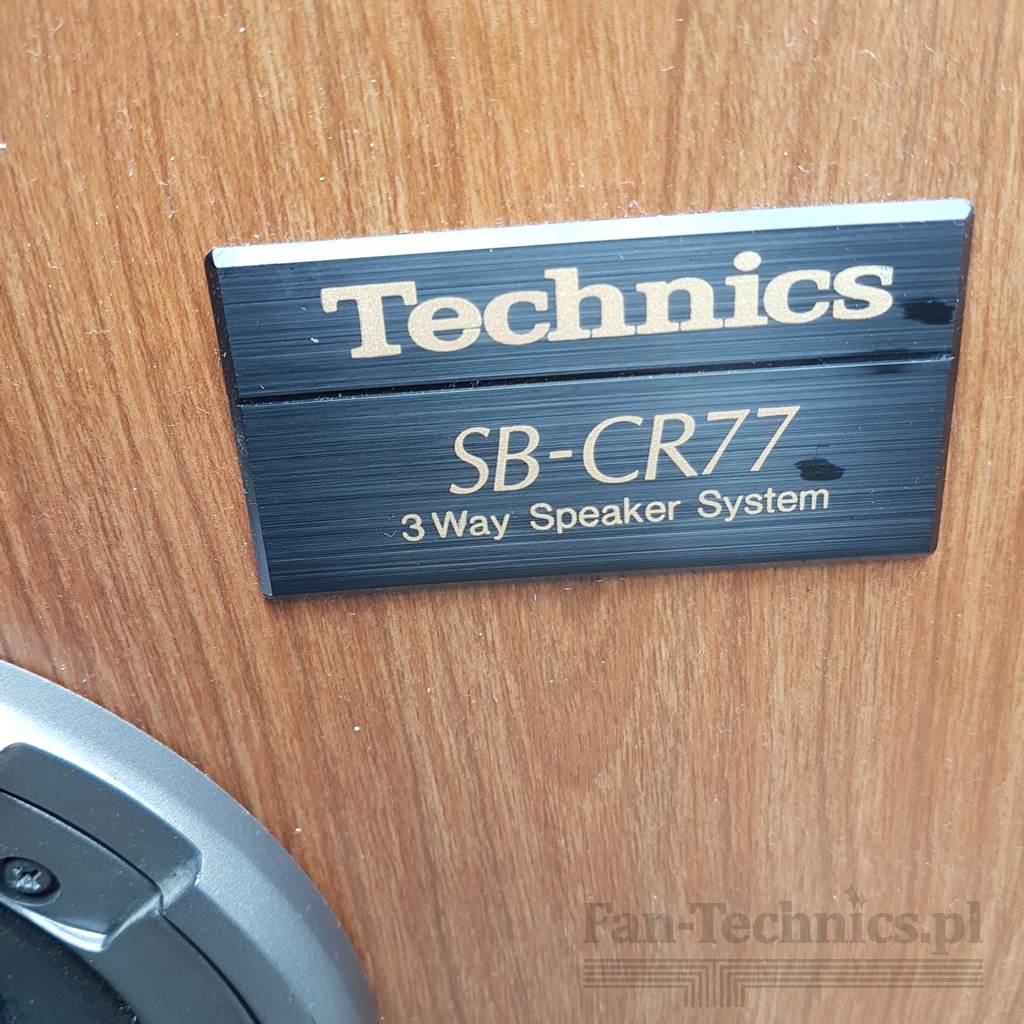 Technics
SB-CR77
3 Way Speaker System
Fan-Technics.pl